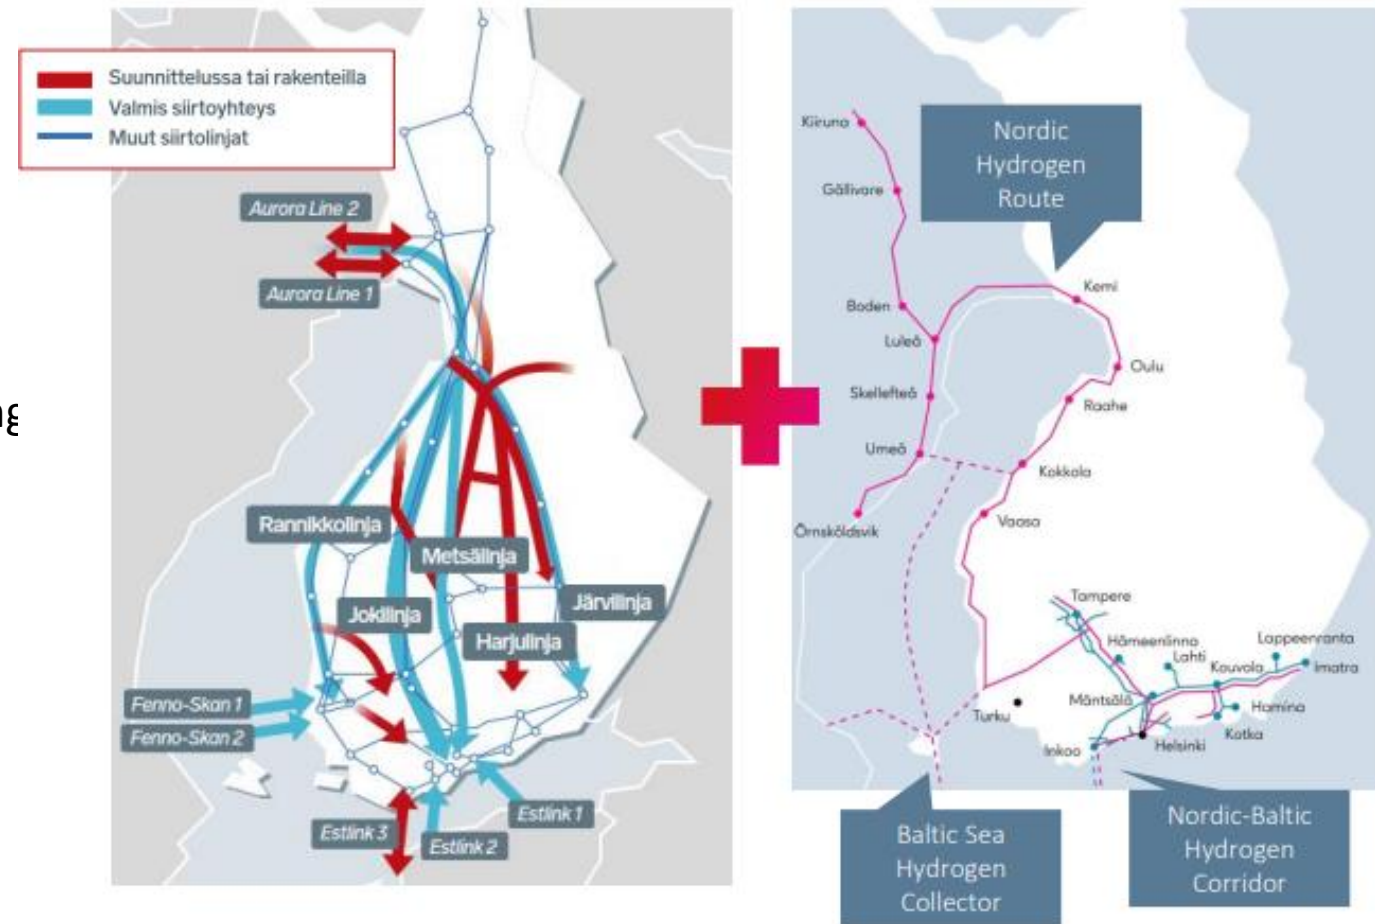 Suunnittelussa tai rakenteilla
Valmis siirtoyhteys
Muut siirtolinjat
Aurora Line 2
Aurora Line 1
Rannikkolinja
Metsälinja
Jokilinja
Järvilinja
Harjulinja
Fenno-Skan 1
Fenno-Skan 2
Estlink 1
Estlink 3
Estlink 2
Nordic
Hydrogen
Route
Kiiruna
Gällivare
Boden
Luleå
Skellefteå
Umeå
Örnsköldsvik
Kemi
Oulu
Raahe
Kokkola
Vaasa
Tampere
Hämeenlinna
Lahti
Lappeenranta
Kouvola
Imatra
Mäntsälä
Hamina
Turku
Kotka
Inkoo
Helsinki
Baltic Sea
Hydrogen
Collector
Nordic-Baltic
Hydrogen
Corridor